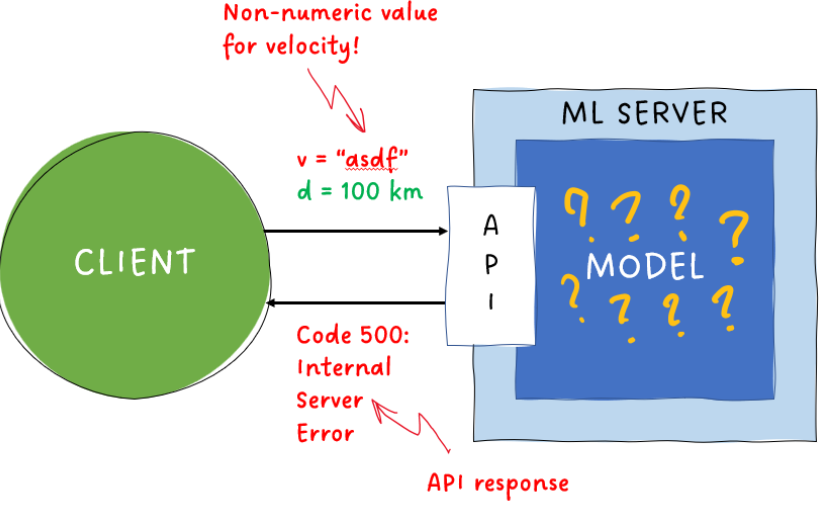 Non-numeric value
for velocity!
v = "asdf"
d = 100 km
CLIENT
ML SERVER
A
P
I
? ? ? ?
MODEL
? ? ? ?
Code 500:
Internal
Server
Error
API response